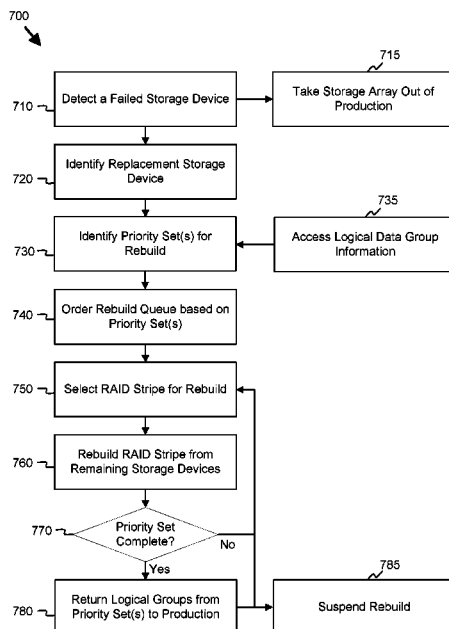 700
715
710
Detect a Failed Storage Device
Take Storage Array Out of
Production
720
Identify Replacement Storage
Device
735
730
Identify Priority Set(s) for
Rebuild
Access Logical Data Group
Information
740
Order Rebuild Queue based on
Priority Set(s)
750
Select RAID Stripe for Rebuild
760
Rebuild RAID Stripe from
Remaining Storage Devices
770
Priority Set
Complete?
No
Yes
785
780
Return Logical Groups from
Priority Set(s) to Production
Suspend Rebuild